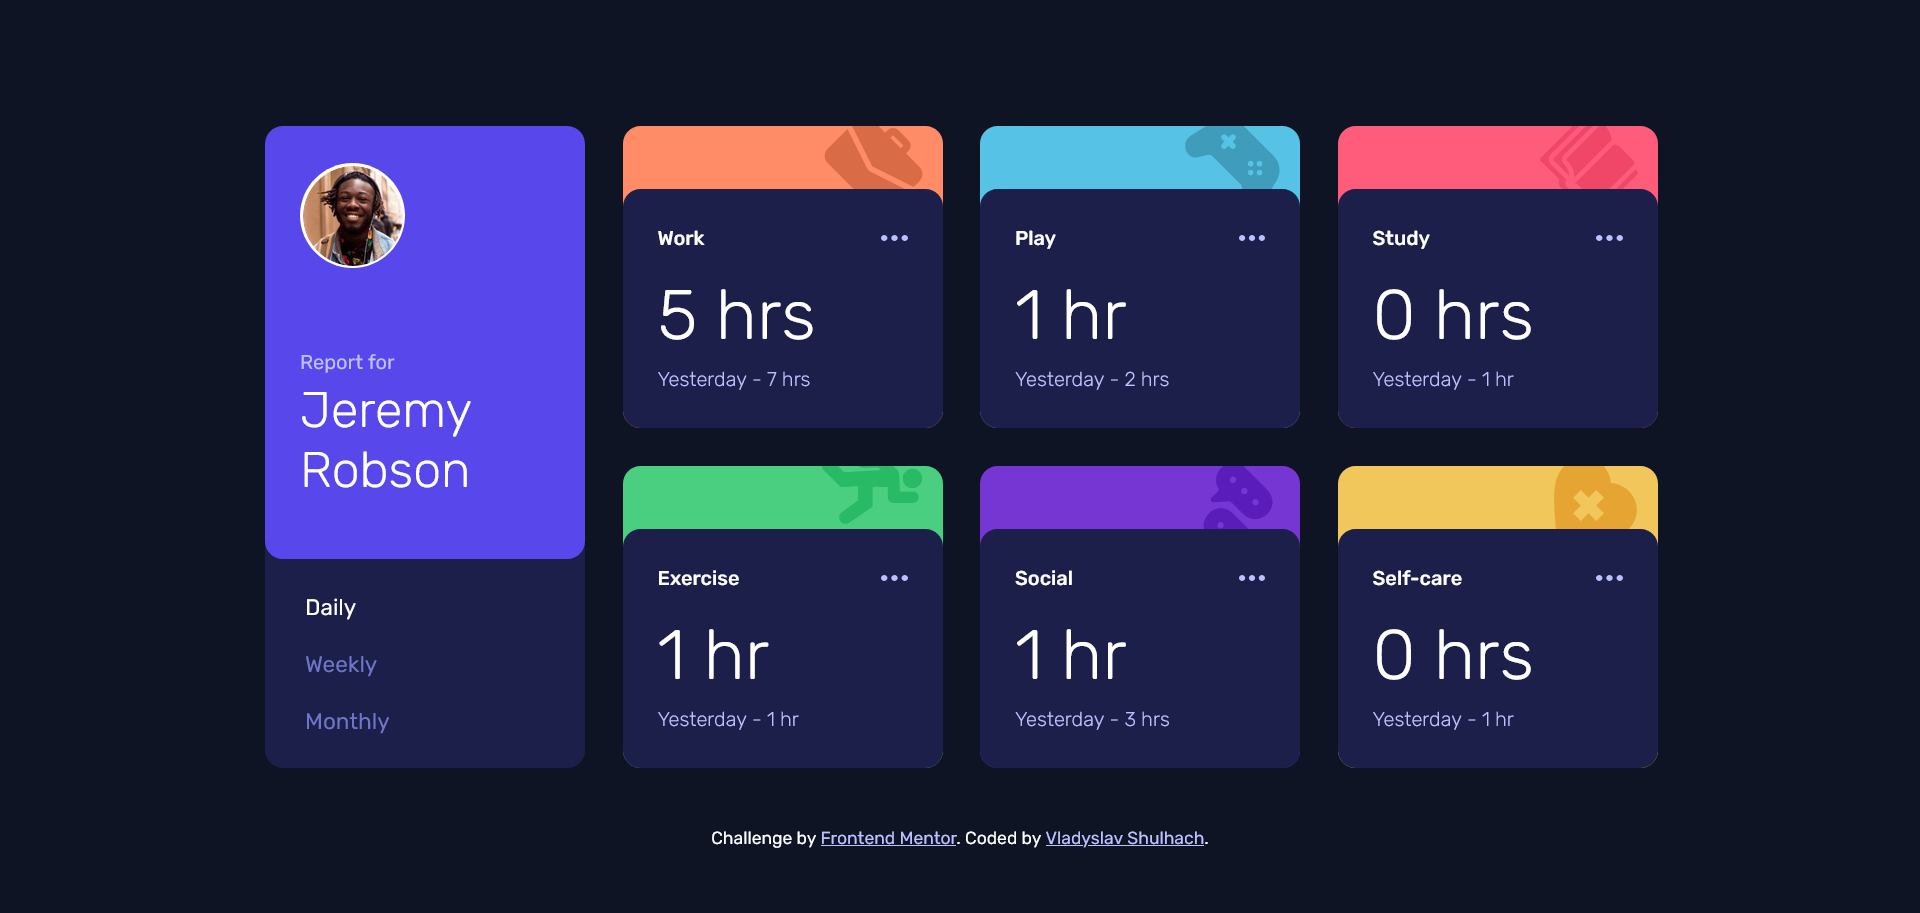 Report for
Jeremy
Robson
Daily
Weekly
Monthly
Work
5 hrs
Yesterday - 7 hrs
Play
1 hr
Yesterday - 2 hrs
Study
0 hrs
Yesterday - 1 hr
Exercise
1 hr
Yesterday - 1 hr
Social
1 hr
Yesterday - 3 hrs
Self-care
0 hrs
Yesterday - 1 hr
Challenge by Frontend Mentor. Coded by Vladyslav Shulhach.